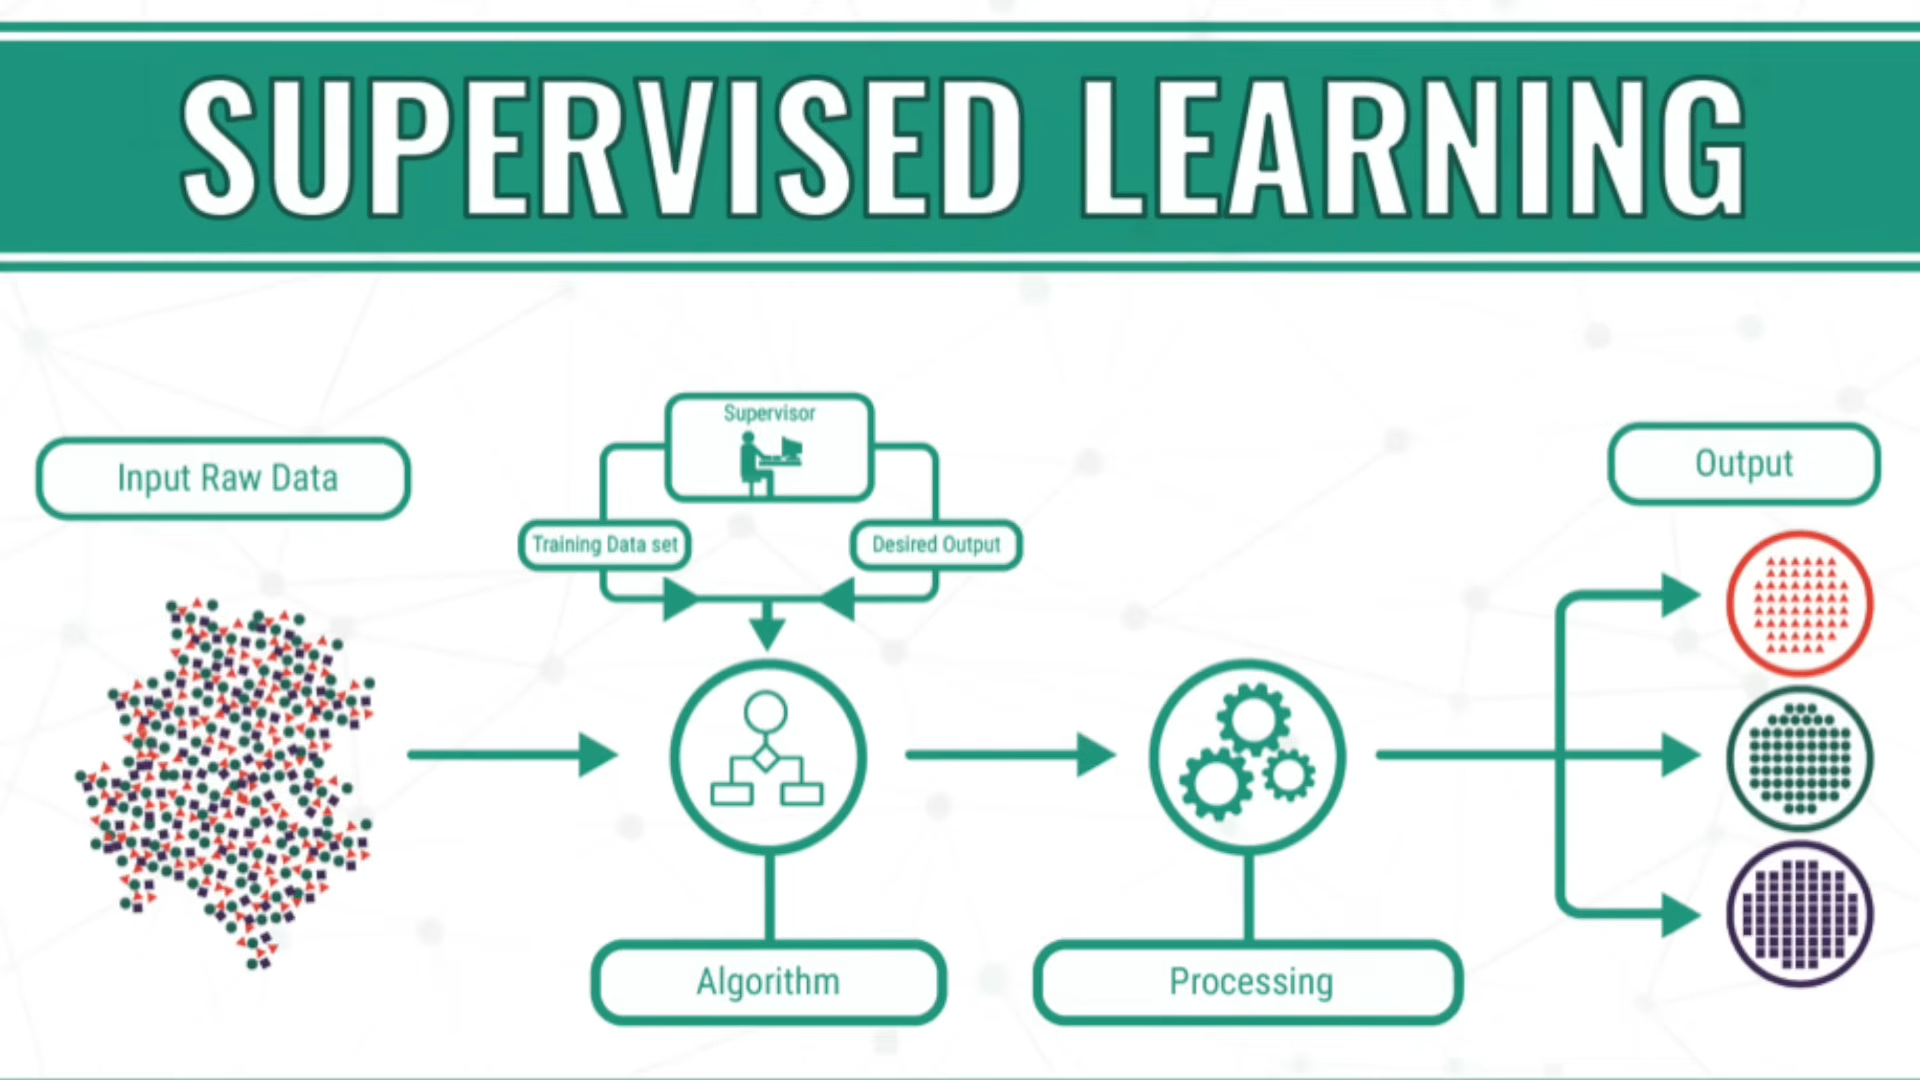 SUPERVISED LEARNING
Supervisor
Input Raw Data
Output
Training Data set
Desired Output
Algorithm
Processing